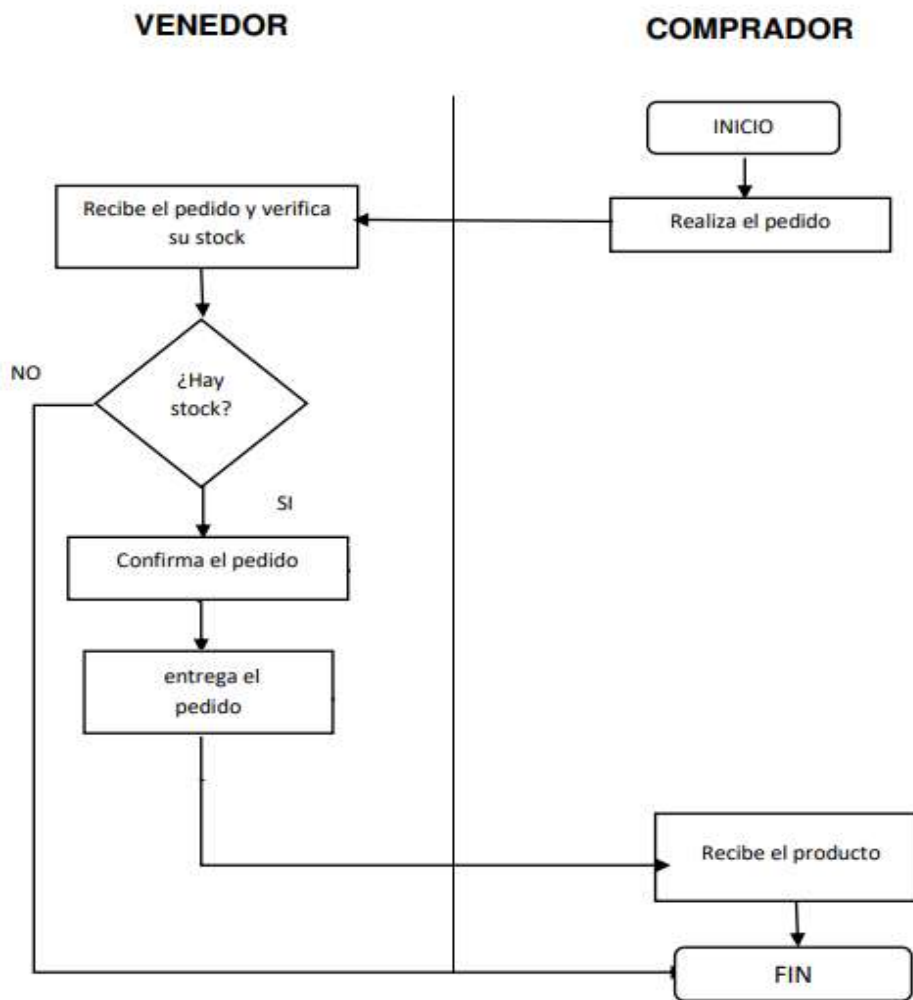 VENEDOR
COMPRADOR
INICIO
Realiza el pedido
Recibe el pedido y verifica
su stock
¿Hay
stock?
NO
SI
Confirma el pedido
entrega el
pedido
Recibe el producto
FIN